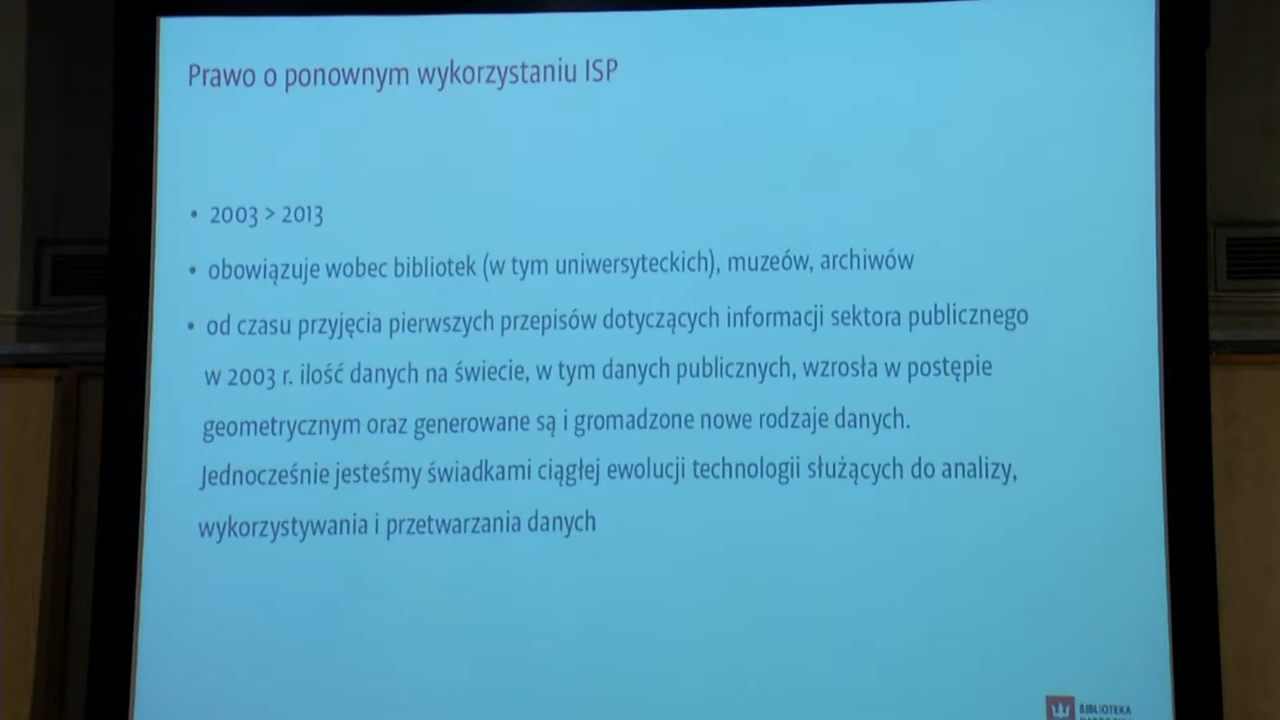 Prawo o ponownym wykorzystaniu ISP
• 2003 > 2013
• obowiązuje wobec bibliotek (w tym uniwersyteckich), muzeów, archiwów
• od czasu przyjęcia pierwszych przepisów dotyczących informacji sektora publicznego
w 2003 r. ilość danych na świecie, w tym danych publicznych, wzrosła w postępie
geometrycznym oraz generowane są i gromadzone nowe rodzaje danych.
Jednocześnie jesteśmy świadkami ciągłej ewolucji technologii służących do analizy,
wykorzystywania i przetwarzania danych
BIBLIOTEKA